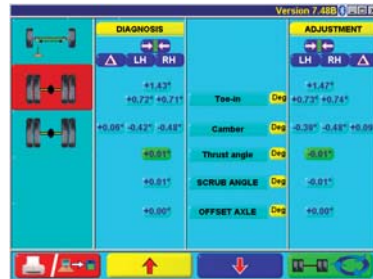 Version 7.48B
DIAGNOSIS
ADJUSTMENT
Δ LH RH
LH RH Δ
+1.43° +1.47°
+0.72° +0.71° Toe-in Deg +0.73° +0.74°
+0.06° -0.42° -0.48° Camber Deg -0.39° -0.48° +0.09
+0.01° Thrust angle Deg -0.01°
+0.01° SCRUB ANGLE Deg -0.01°
+0.00° OFFSET AXLE Deg +0.00°